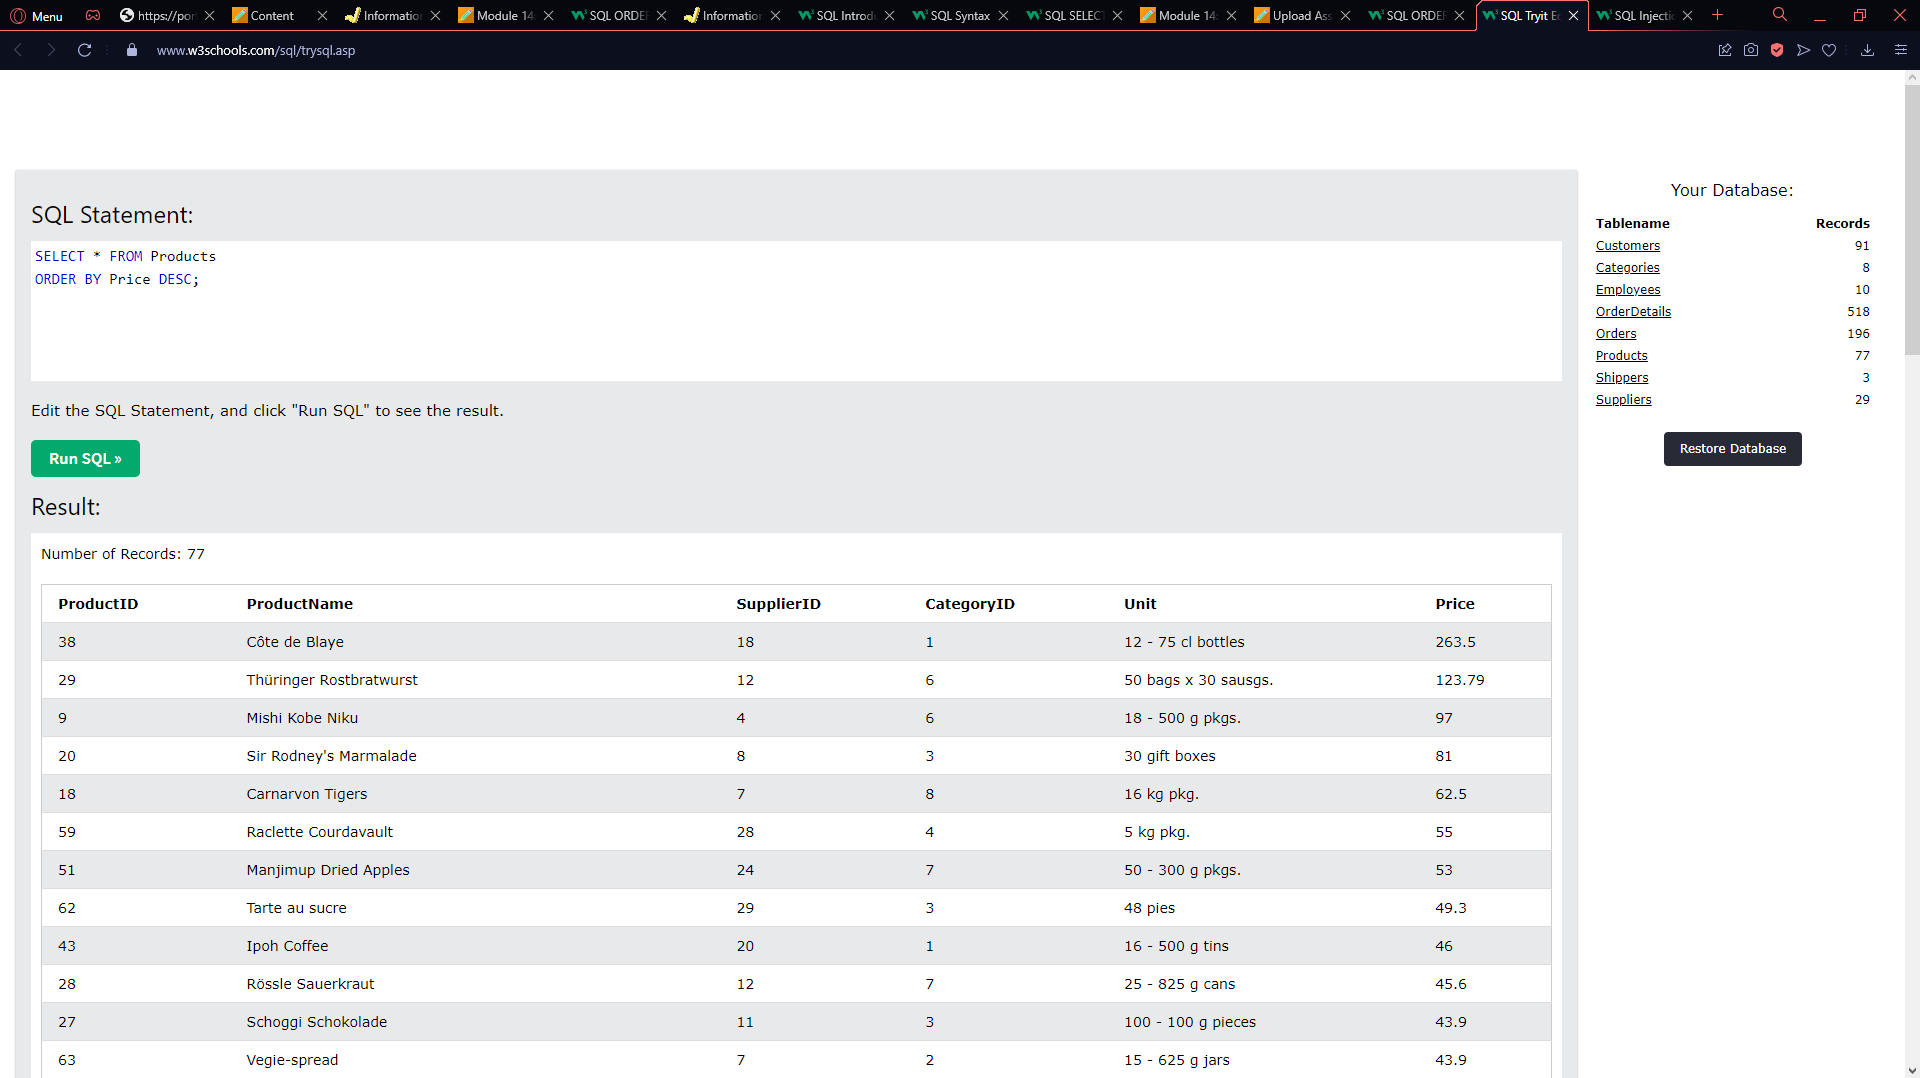 Menu
https://por
Content
Information
Module 14
SQL ORDER
Information
SQL Introdu
SQL Syntax
SQL SELECT
Module 14
Upload Ass
SQL ORDER
SQL Tryit Ed
SQL Injectio
www.w3schools.com/sql/trysql.asp
SQL Statement:
SELECT * FROM Products
ORDER BY Price DESC;
Edit the SQL Statement, and click "Run SQL" to see the result.
Run SQL »
Result:
Number of Records: 77
ProductID ProductName SupplierID CategoryID Unit Price
38 Côte de Blaye 18 1 12 - 75 cl bottles 263.5
29 Thüringer Rostbratwurst 12 6 50 bags x 30 sausgs. 123.79
9 Mishi Kobe Niku 4 6 18 - 500 g pkgs. 97
20 Sir Rodney's Marmalade 8 3 30 gift boxes 81
18 Carnarvon Tigers 7 8 16 kg pkg. 62.5
59 Raclette Courdavault 28 4 5 kg pkg. 55
51 Manjimup Dried Apples 24 7 50 - 300 g pkgs. 53
62 Tarte au sucre 29 3 48 pies 49.3
43 Ipoh Coffee 20 1 16 - 500 g tins 46
28 Rössle Sauerkraut 12 7 25 - 825 g cans 45.6
27 Schoggi Schokolade 11 3 100 - 100 g pieces 43.9
63 Vegie-spread 7 2 15 - 625 g jars 43.9
Your Database:
Tablename Records
Customers 91
Categories 8
Employees 10
OrderDetails 518
Orders 196
Products 77
Shippers 3
Suppliers 29
Restore Database